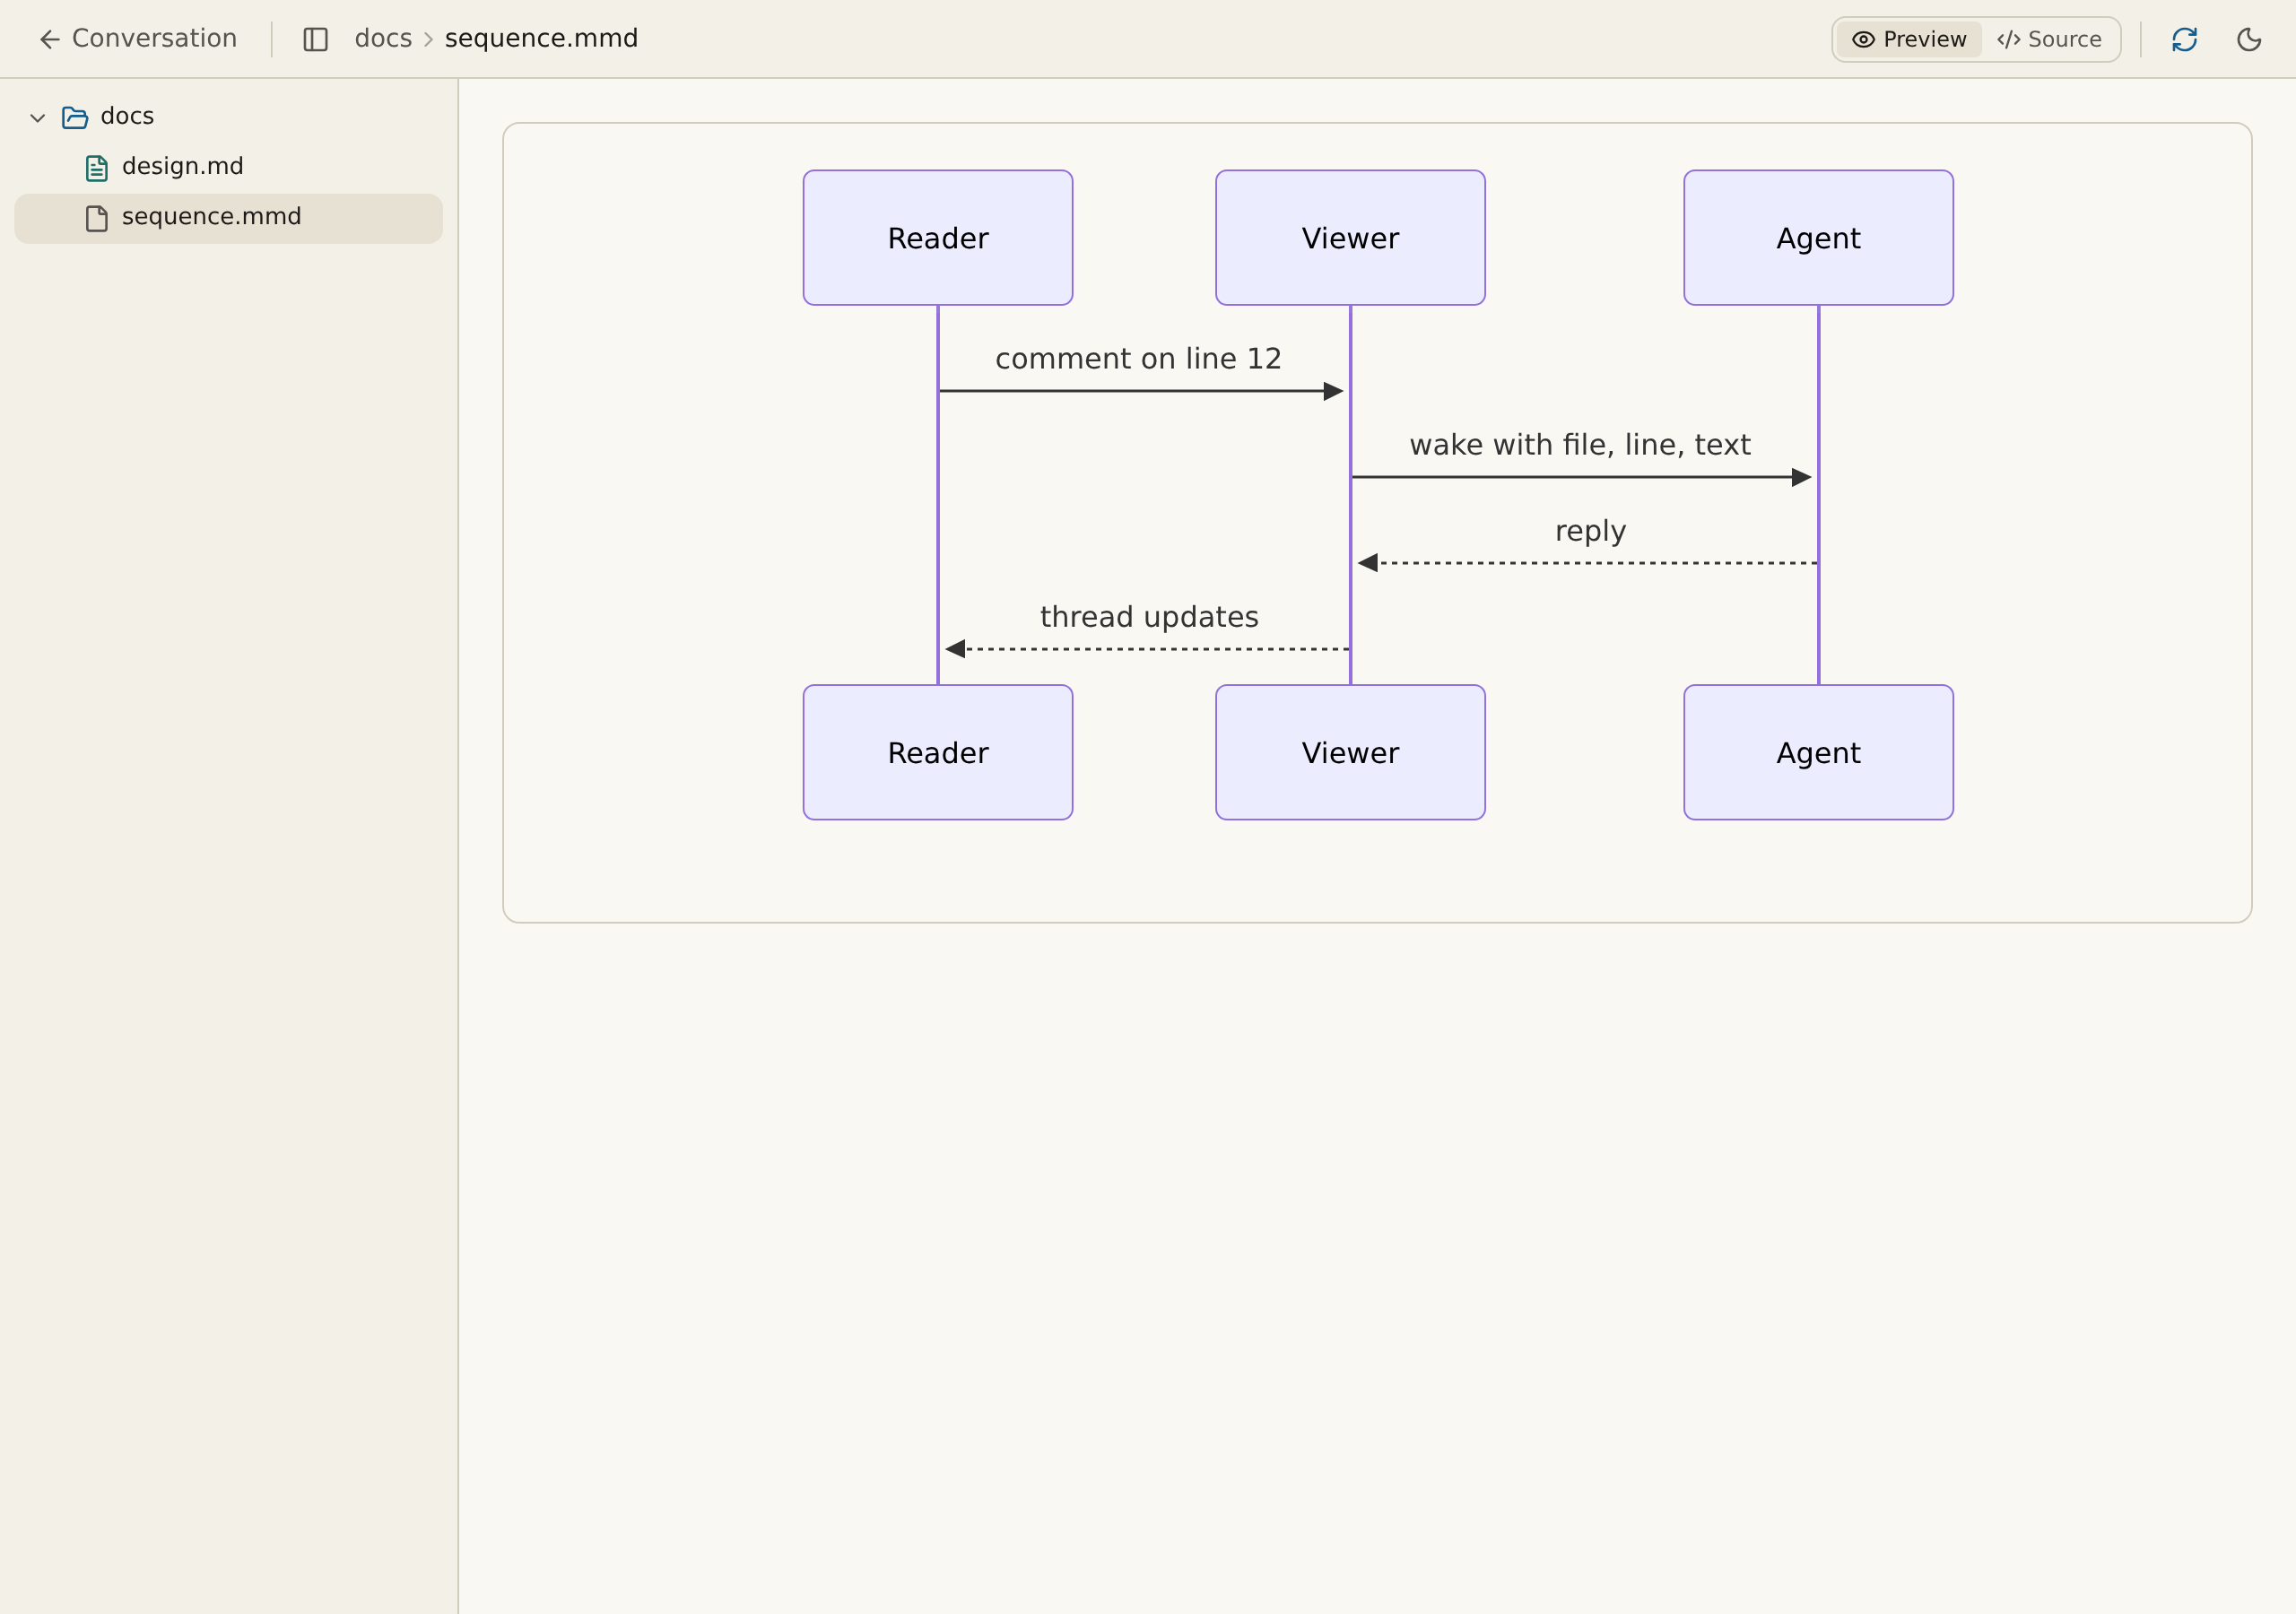 Conversation
docs > sequence.mmd
Preview
Source
docs
design.md
sequence.mmd
Reader
Viewer
Agent
comment on line 12
wake with file, line, text
reply
thread updates
Reader
Viewer
Agent